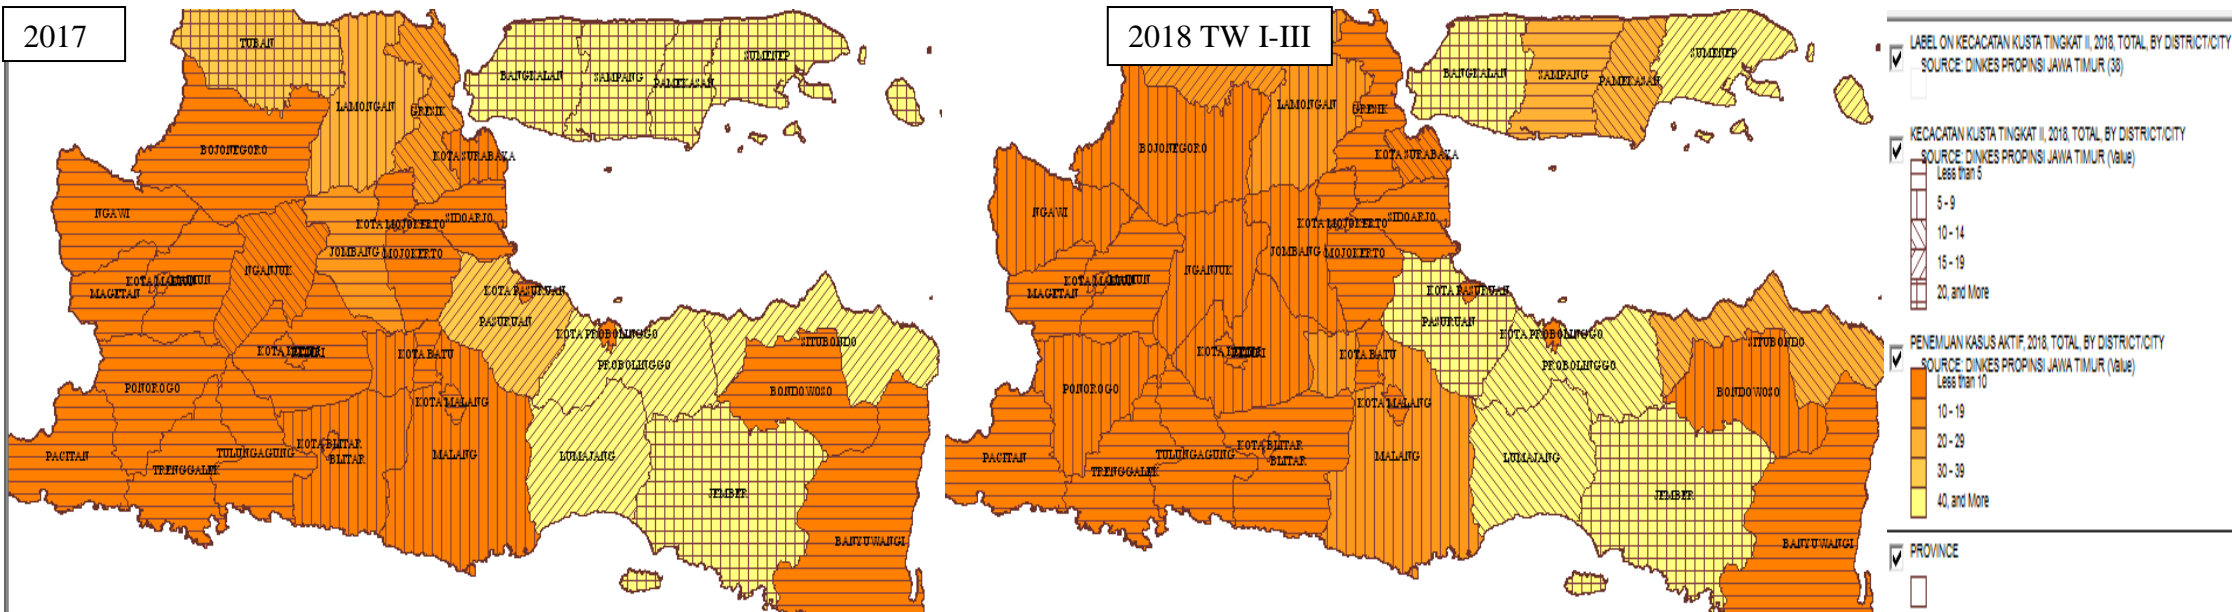 2017
TUBAN
LAMONGAN
GRESIK
BANGKALAN
SAMPANG
PAMEKASAN
SUMENEP
BOJONEGORO
KOTA SURABAYA
NGAWI
KOTA MOJOKERTO
SIDOARJO
JOMBANG
MOJOKERTO
NGANJUK
MAGETAN
KOTA PASURUAN
PASURUAN
KOTA PROBOLINGGO
PROBOLINGGO
SITUBONDO
KOTA BATU
PONOROGO
BONDOWOSO
KOTA MALANG
KOTA BLITAR
BLITAR
PACITAN
TRENGGALEK
TULUNGAGUNG
MALANG
LUMAJANG
JEMBER
BANYUWANGI
2018 TW I-III
LAMONGAN
GRESIK
BANGKALAN
SAMPANG
PAMEKASAN
SUMENEP
BOJONEGORO
KOTA SURABAYA
NGAWI
KOTA MOJOKERTO
SIDOARJO
JOMBANG
MOJOKERTO
NGANJUK
MAGETAN
KOTA PASURUAN
PASURUAN
KOTA PROBOLINGGO
PROBOLINGGO
SITUBONDO
KOTA BATU
PONOROGO
BONDOWOSO
KOTA MALANG
KOTA BLITAR
BLITAR
PACITAN
TRENGGALEK
TULUNGAGUNG
MALANG
LUMAJANG
JEMBER
BANYUWANGI
LABEL ON KECACATAN KUSTA TINGKAT II, 2018, TOTAL, BY DISTRICT/CITY
SOURCE: DINKES PROPINSI JAWA TIMUR (38)
KECACATAN KUSTA TINGKAT II, 2018, TOTAL, BY DISTRICT/CITY
SOURCE: DINKES PROPINSI JAWA TIMUR (Value)
Less than 5
5 - 9
10 - 14
15 - 19
20, and More
PENEMUAN KASUS AKTIF, 2018, TOTAL, BY DISTRICT/CITY
SOURCE: DINKES PROPINSI JAWA TIMUR (Value)
Less than 10
10 - 19
20 - 29
30 - 39
40, and More
PROVINCE